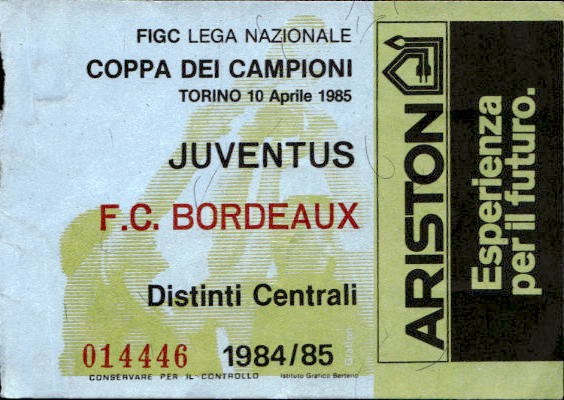 FIGC LEGA NAZIONALE
COPPA DEI CAMPIONI
TORINO 10 Aprile 1985
JUVENTUS
F.C. BORDEAUX
Distinti Centrali
014446 1984/85
CONSERVARE PER IL CONTROLLO
Istituto Grafico Bertello
ARISTON
Esperienza
per il futuro.